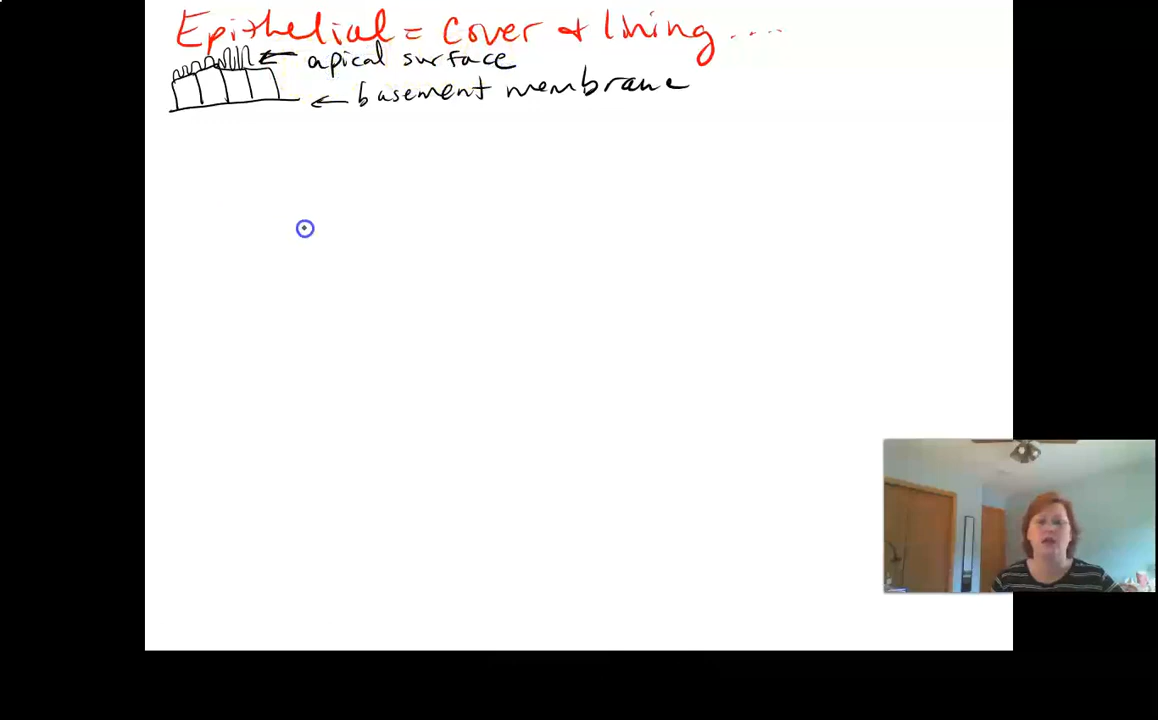 Epithelial = Cover & lining ....
← apical surface
← basement membrane